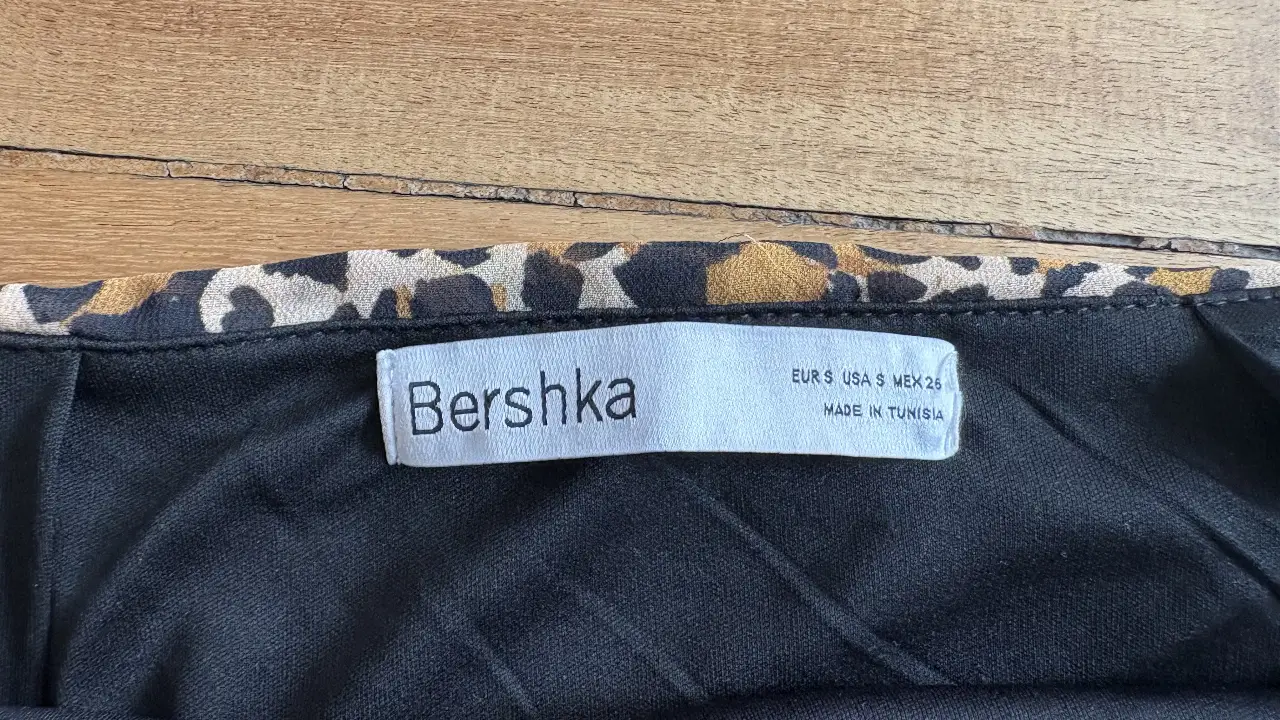 Bershka
EUR S USA S MEX 26
MADE IN TUNISIA